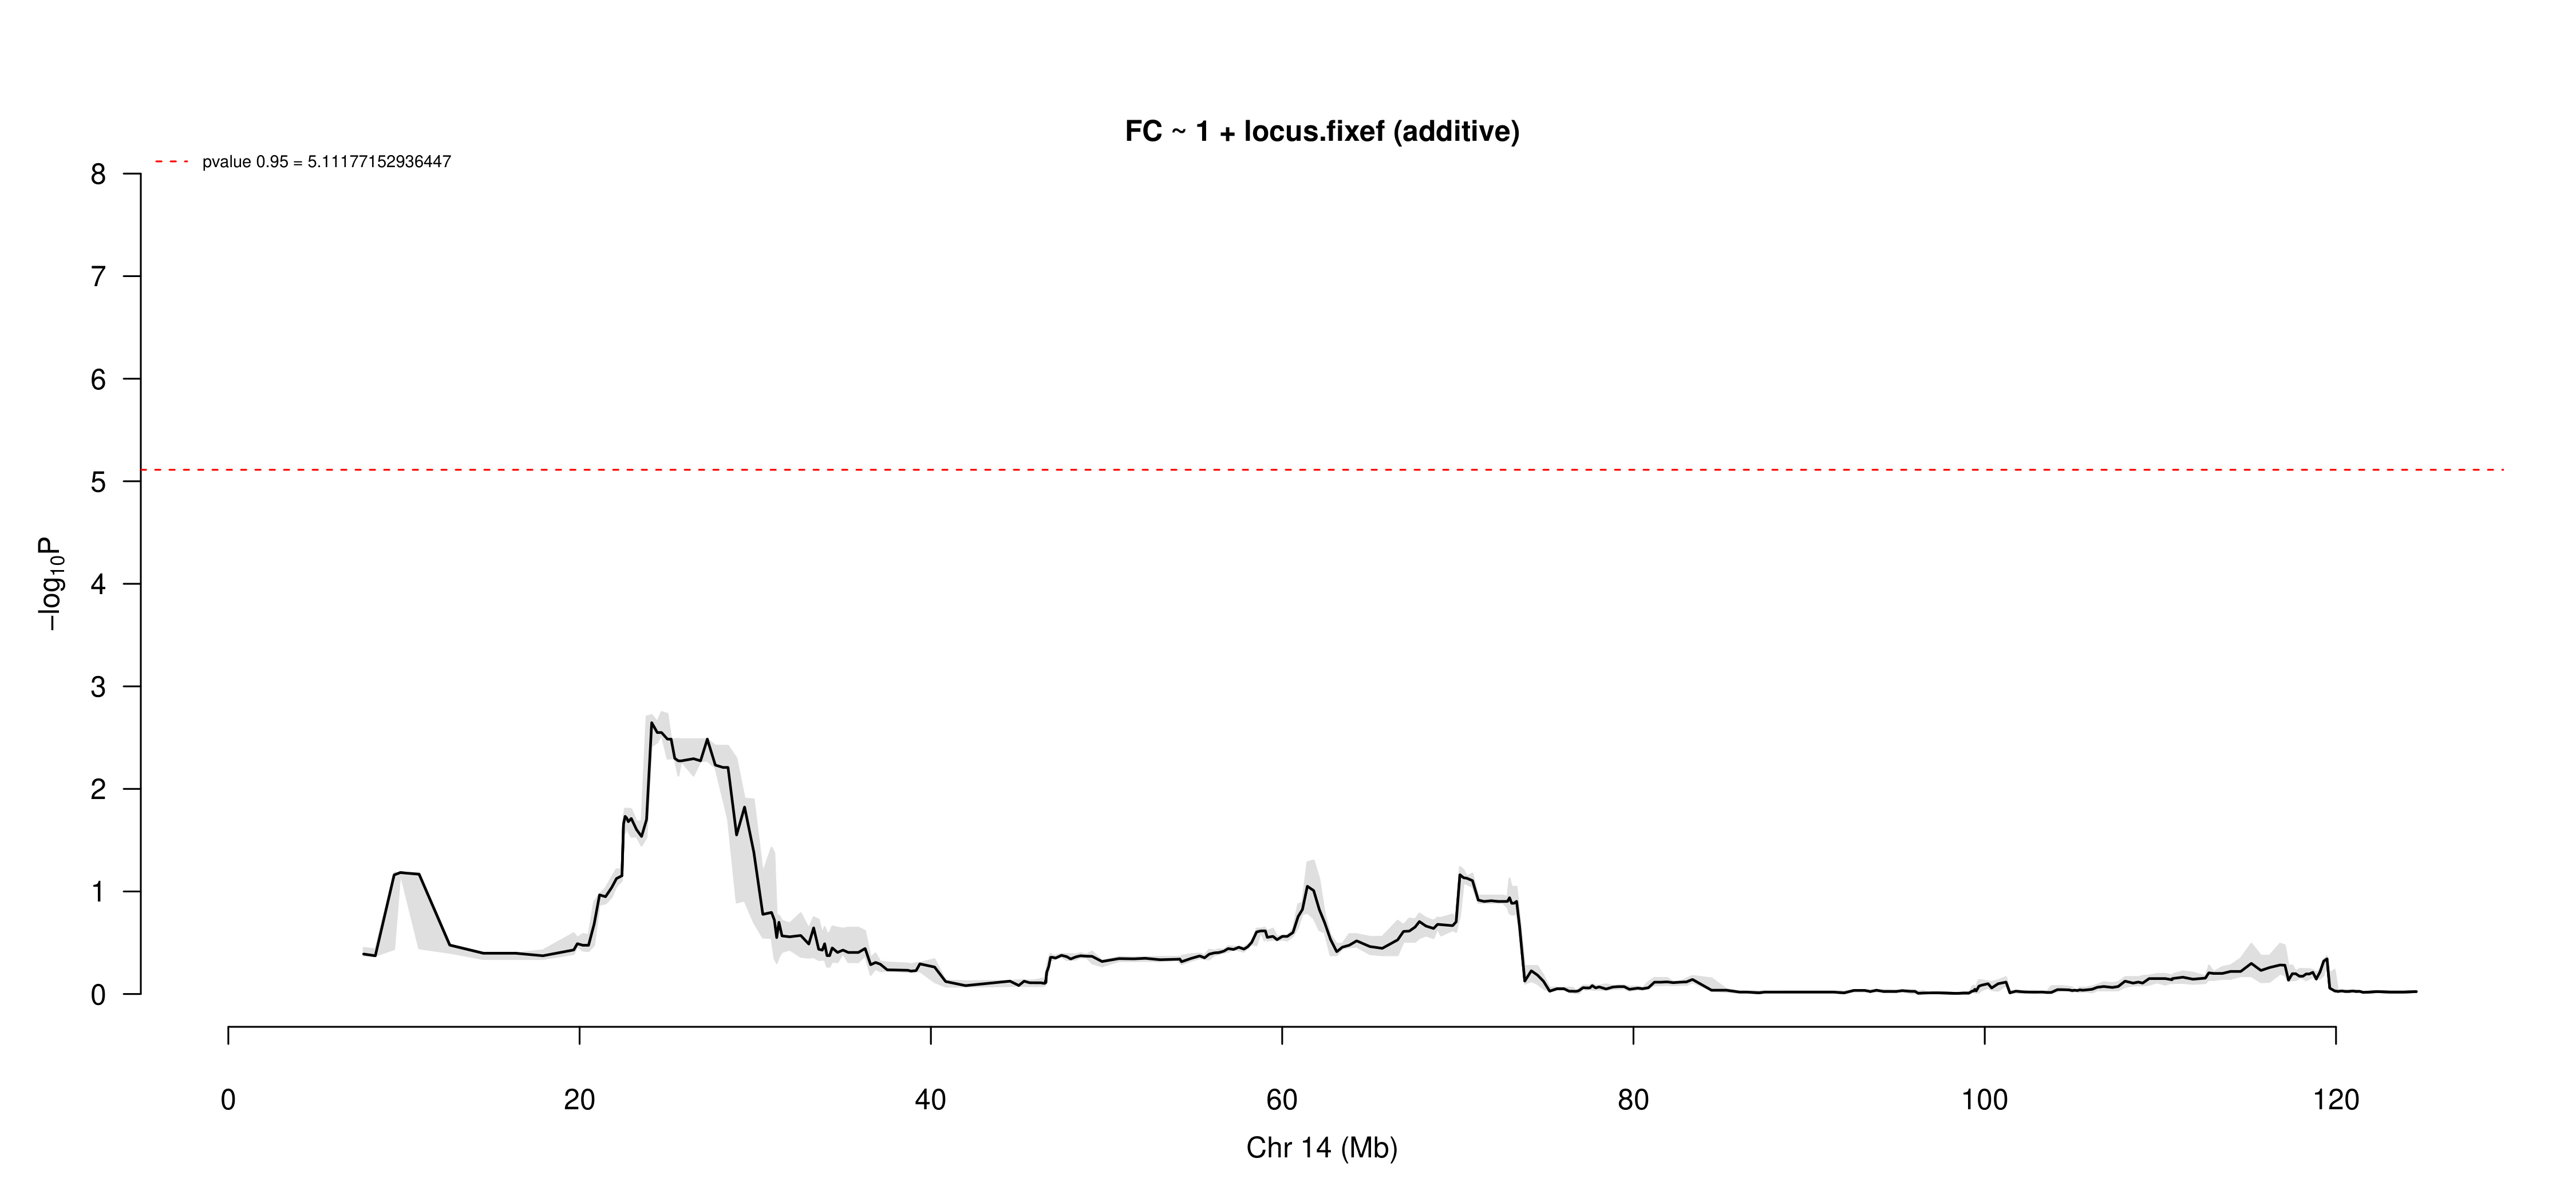 FC ~ 1 + locus.fixef (additive)
pvalue 0.95 = 5.11177152936447
8
7
6
5
4
3
2
1
0
−log10P
0 20 40 60 80 100 120
Chr 14 (Mb)